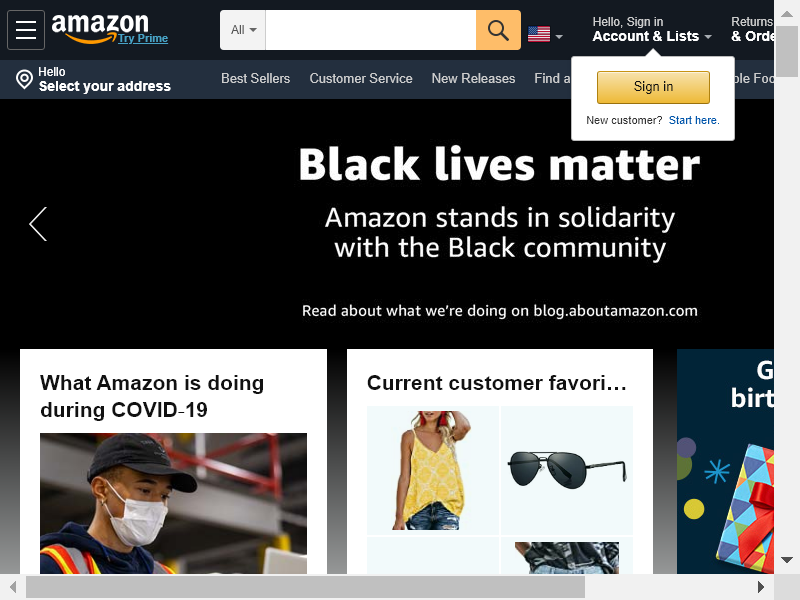 amazon
Try Prime
All
Hello, Sign in
Account & Lists
Returns
& Orde
Hello
Select your address
Best Sellers
Customer Service
New Releases
Find a
ole Foo
Sign in
New customer? Start here.
Black lives matter
Amazon stands in solidarity
with the Black community
Read about what we're doing on blog.aboutamazon.com
What Amazon is doing
during COVID-19
Current customer favori...
G
birt